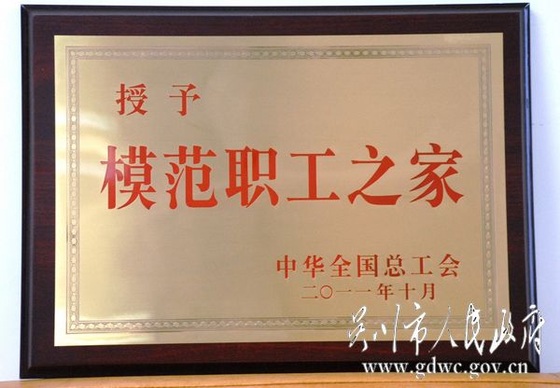 授予
模范职工之家
中华全国总工会
二〇一一年十月
吴川市人民政府
www.gdwc.gov.cn